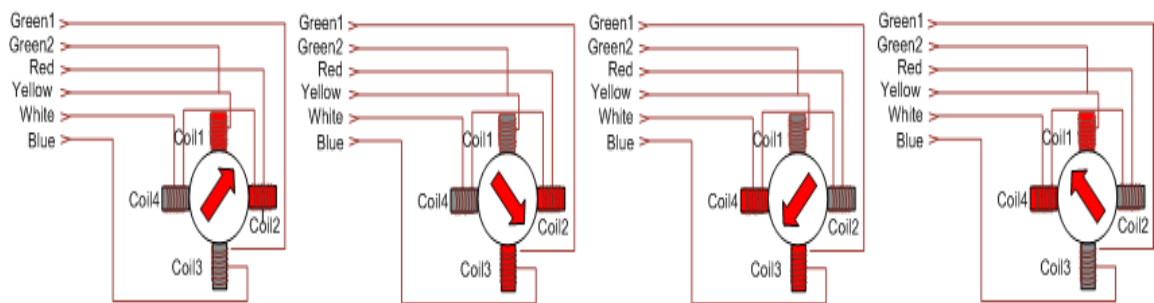 Green1
Green2
Red
Yellow
White
Blue
Coil1
Coil4
Coil2
Coil3
Green1
Green2
Red
Yellow
White
Blue
Coil1
Coil4
Coil2
Coil3
Green1
Green2
Red
Yellow
White
Blue
Coil1
Coil4
Coil2
Coil3
Green1
Green2
Red
Yellow
White
Blue
Coil1
Coil4
Coil2
Coil3